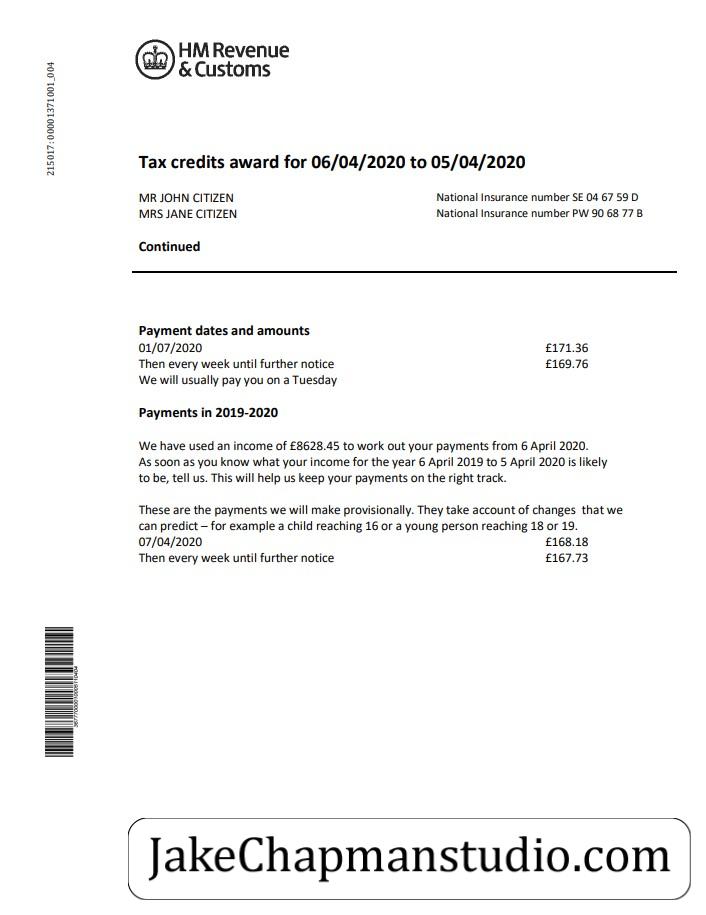 HM Revenue
& Customs
215017: 00001371001_004
Tax credits award for 06/04/2020 to 05/04/2020
MR JOHN CITIZEN National Insurance number SE 04 67 59 D
MRS JANE CITIZEN National Insurance number PW 90 68 77 B
Continued
Payment dates and amounts
01/07/2020 £171.36
Then every week until further notice £169.76
We will usually pay you on a Tuesday
Payments in 2019-2020
We have used an income of £8628.45 to work out your payments from 6 April 2020.
As soon as you know what your income for the year 6 April 2019 to 5 April 2020 is likely
to be, tell us. This will help us keep your payments on the right track.
These are the payments we will make provisionally. They take account of changes that we
can predict – for example a child reaching 16 or a young person reaching 18 or 19.
07/04/2020 £168.18
Then every week until further notice £167.73
JakeChapmanstudio.com